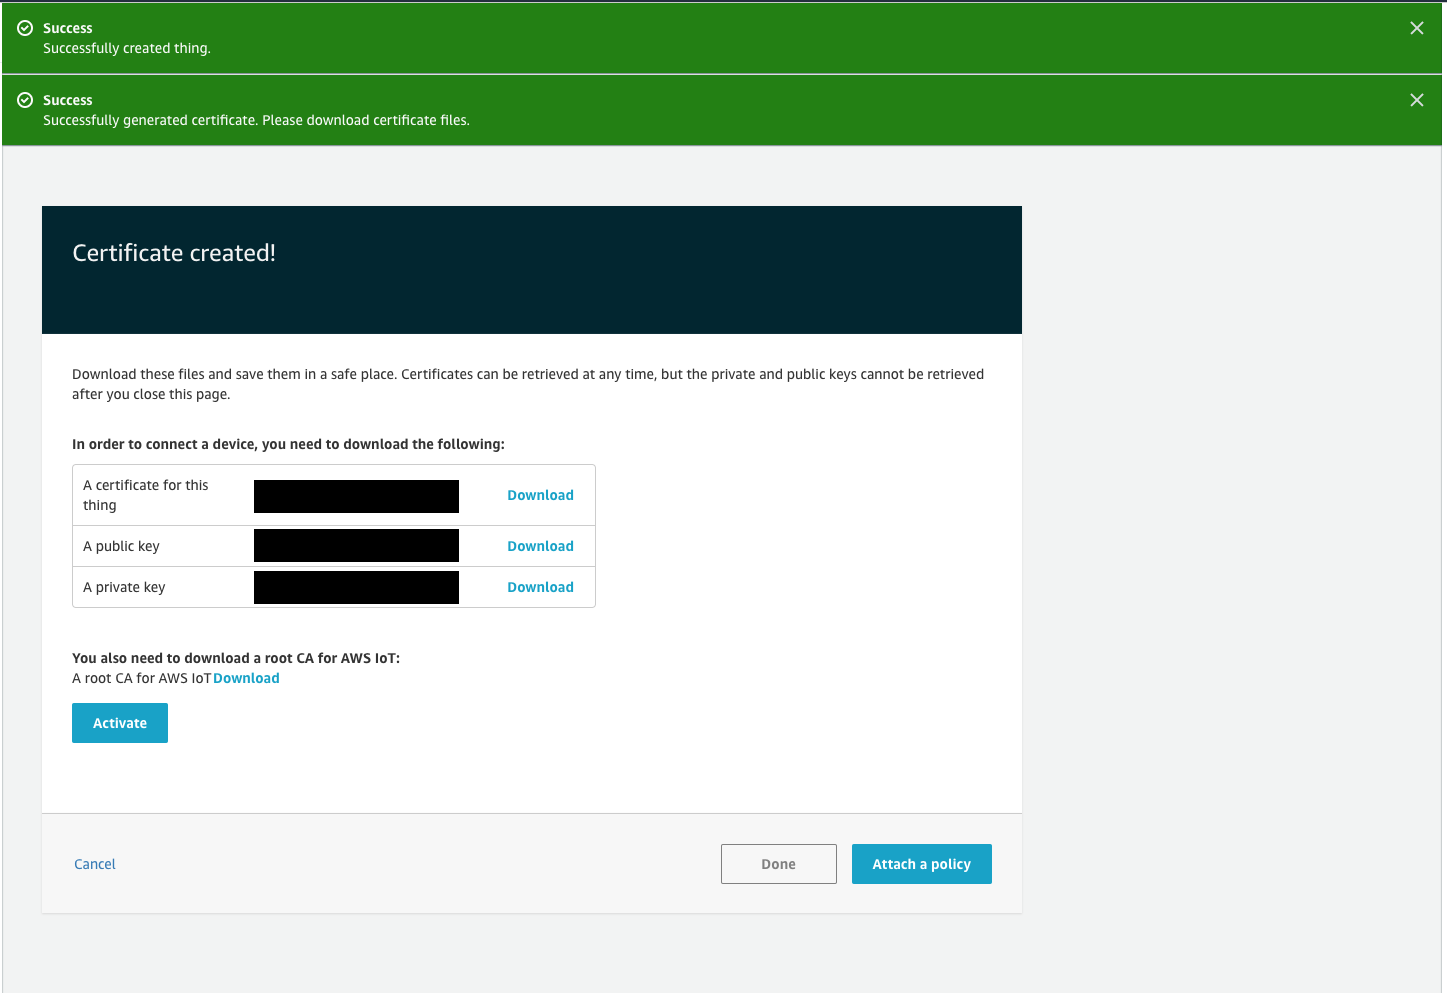 Success
Successfully created thing.
Success
Successfully generated certificate. Please download certificate files.
Certificate created!
Download these files and save them in a safe place. Certificates can be retrieved at any time, but the private and public keys cannot be retrieved
after you close this page.
In order to connect a device, you need to download the following:
A certificate for this
thing
Download
A public key
Download
A private key
Download
You also need to download a root CA for AWS IoT:
A root CA for AWS IoT Download
Activate
Cancel
Done
Attach a policy